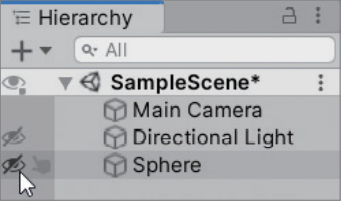 Hierarchy
All
SampleScene*
Main Camera
Directional Light
Sphere